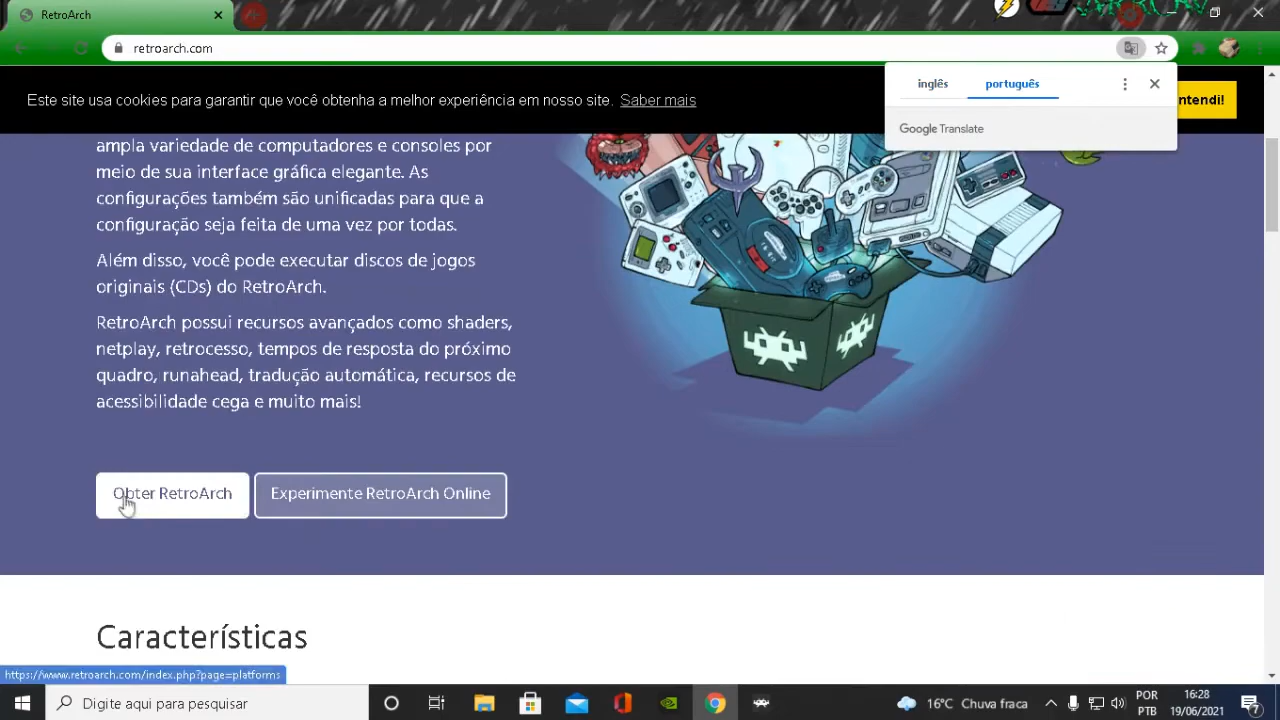 RetroArch
retroarch.com
inglês português
Google Translate
Este site usa cookies para garantir que você obtenha a melhor experiência em nosso site. Saber mais
ntendi!
ampla variedade de computadores e consoles por
meio de sua interface gráfica elegante. As
configurações também são unificadas para que a
configuração seja feita de uma vez por todas.
Além disso, você pode executar discos de jogos
originais (CDs) do RetroArch.
RetroArch possui recursos avançados como shaders,
netplay, retrocesso, tempos de resposta do próximo
quadro, runahead, tradução automática, recursos de
acessibilidade cega e muito mais!
16-BIT
Obter RetroArch Experimente RetroArch Online
Características
https://www.retroarch.com/index.php?page=platforms
Digite aqui para pesquisar
16°C Chuva fraca
POR
PTB
16:28
19/06/2021
7